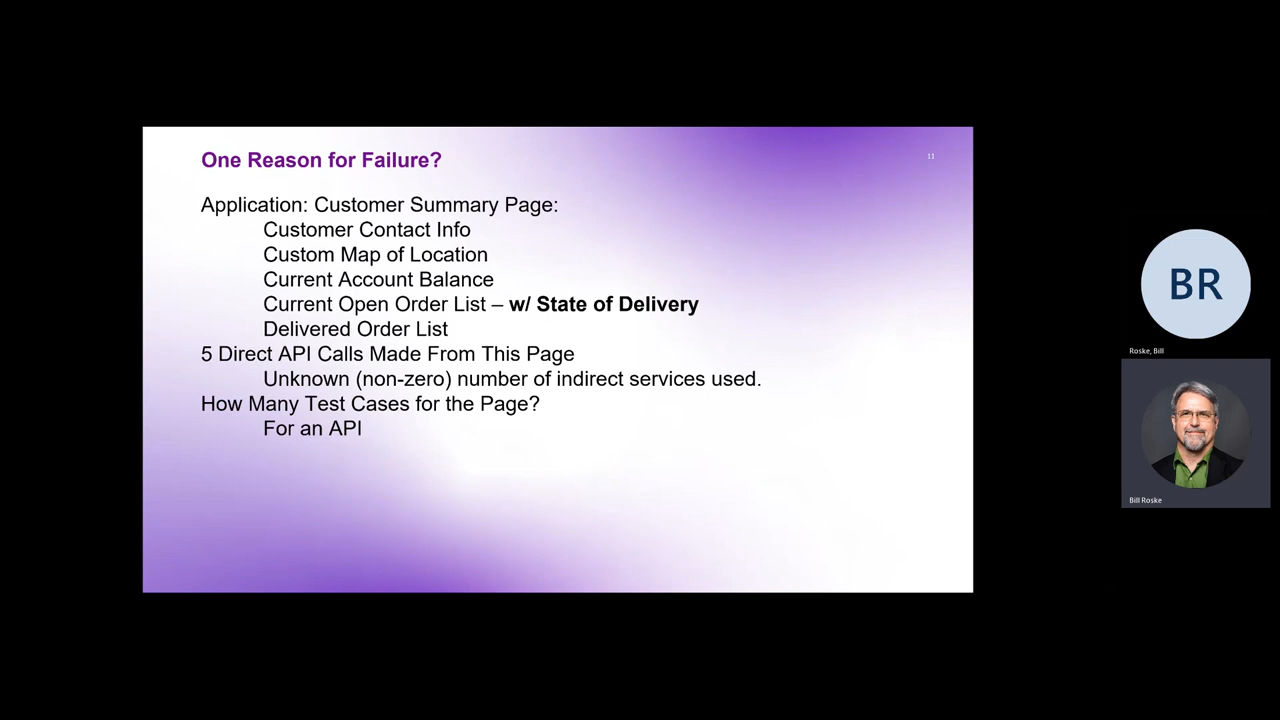 One Reason for Failure?
11
Application: Customer Summary Page:
Customer Contact Info
Custom Map of Location
Current Account Balance
Current Open Order List – w/ State of Delivery
Delivered Order List
5 Direct API Calls Made From This Page
Unknown (non-zero) number of indirect services used.
How Many Test Cases for the Page?
For an API
BR
Roske, Bill
Bill Roske